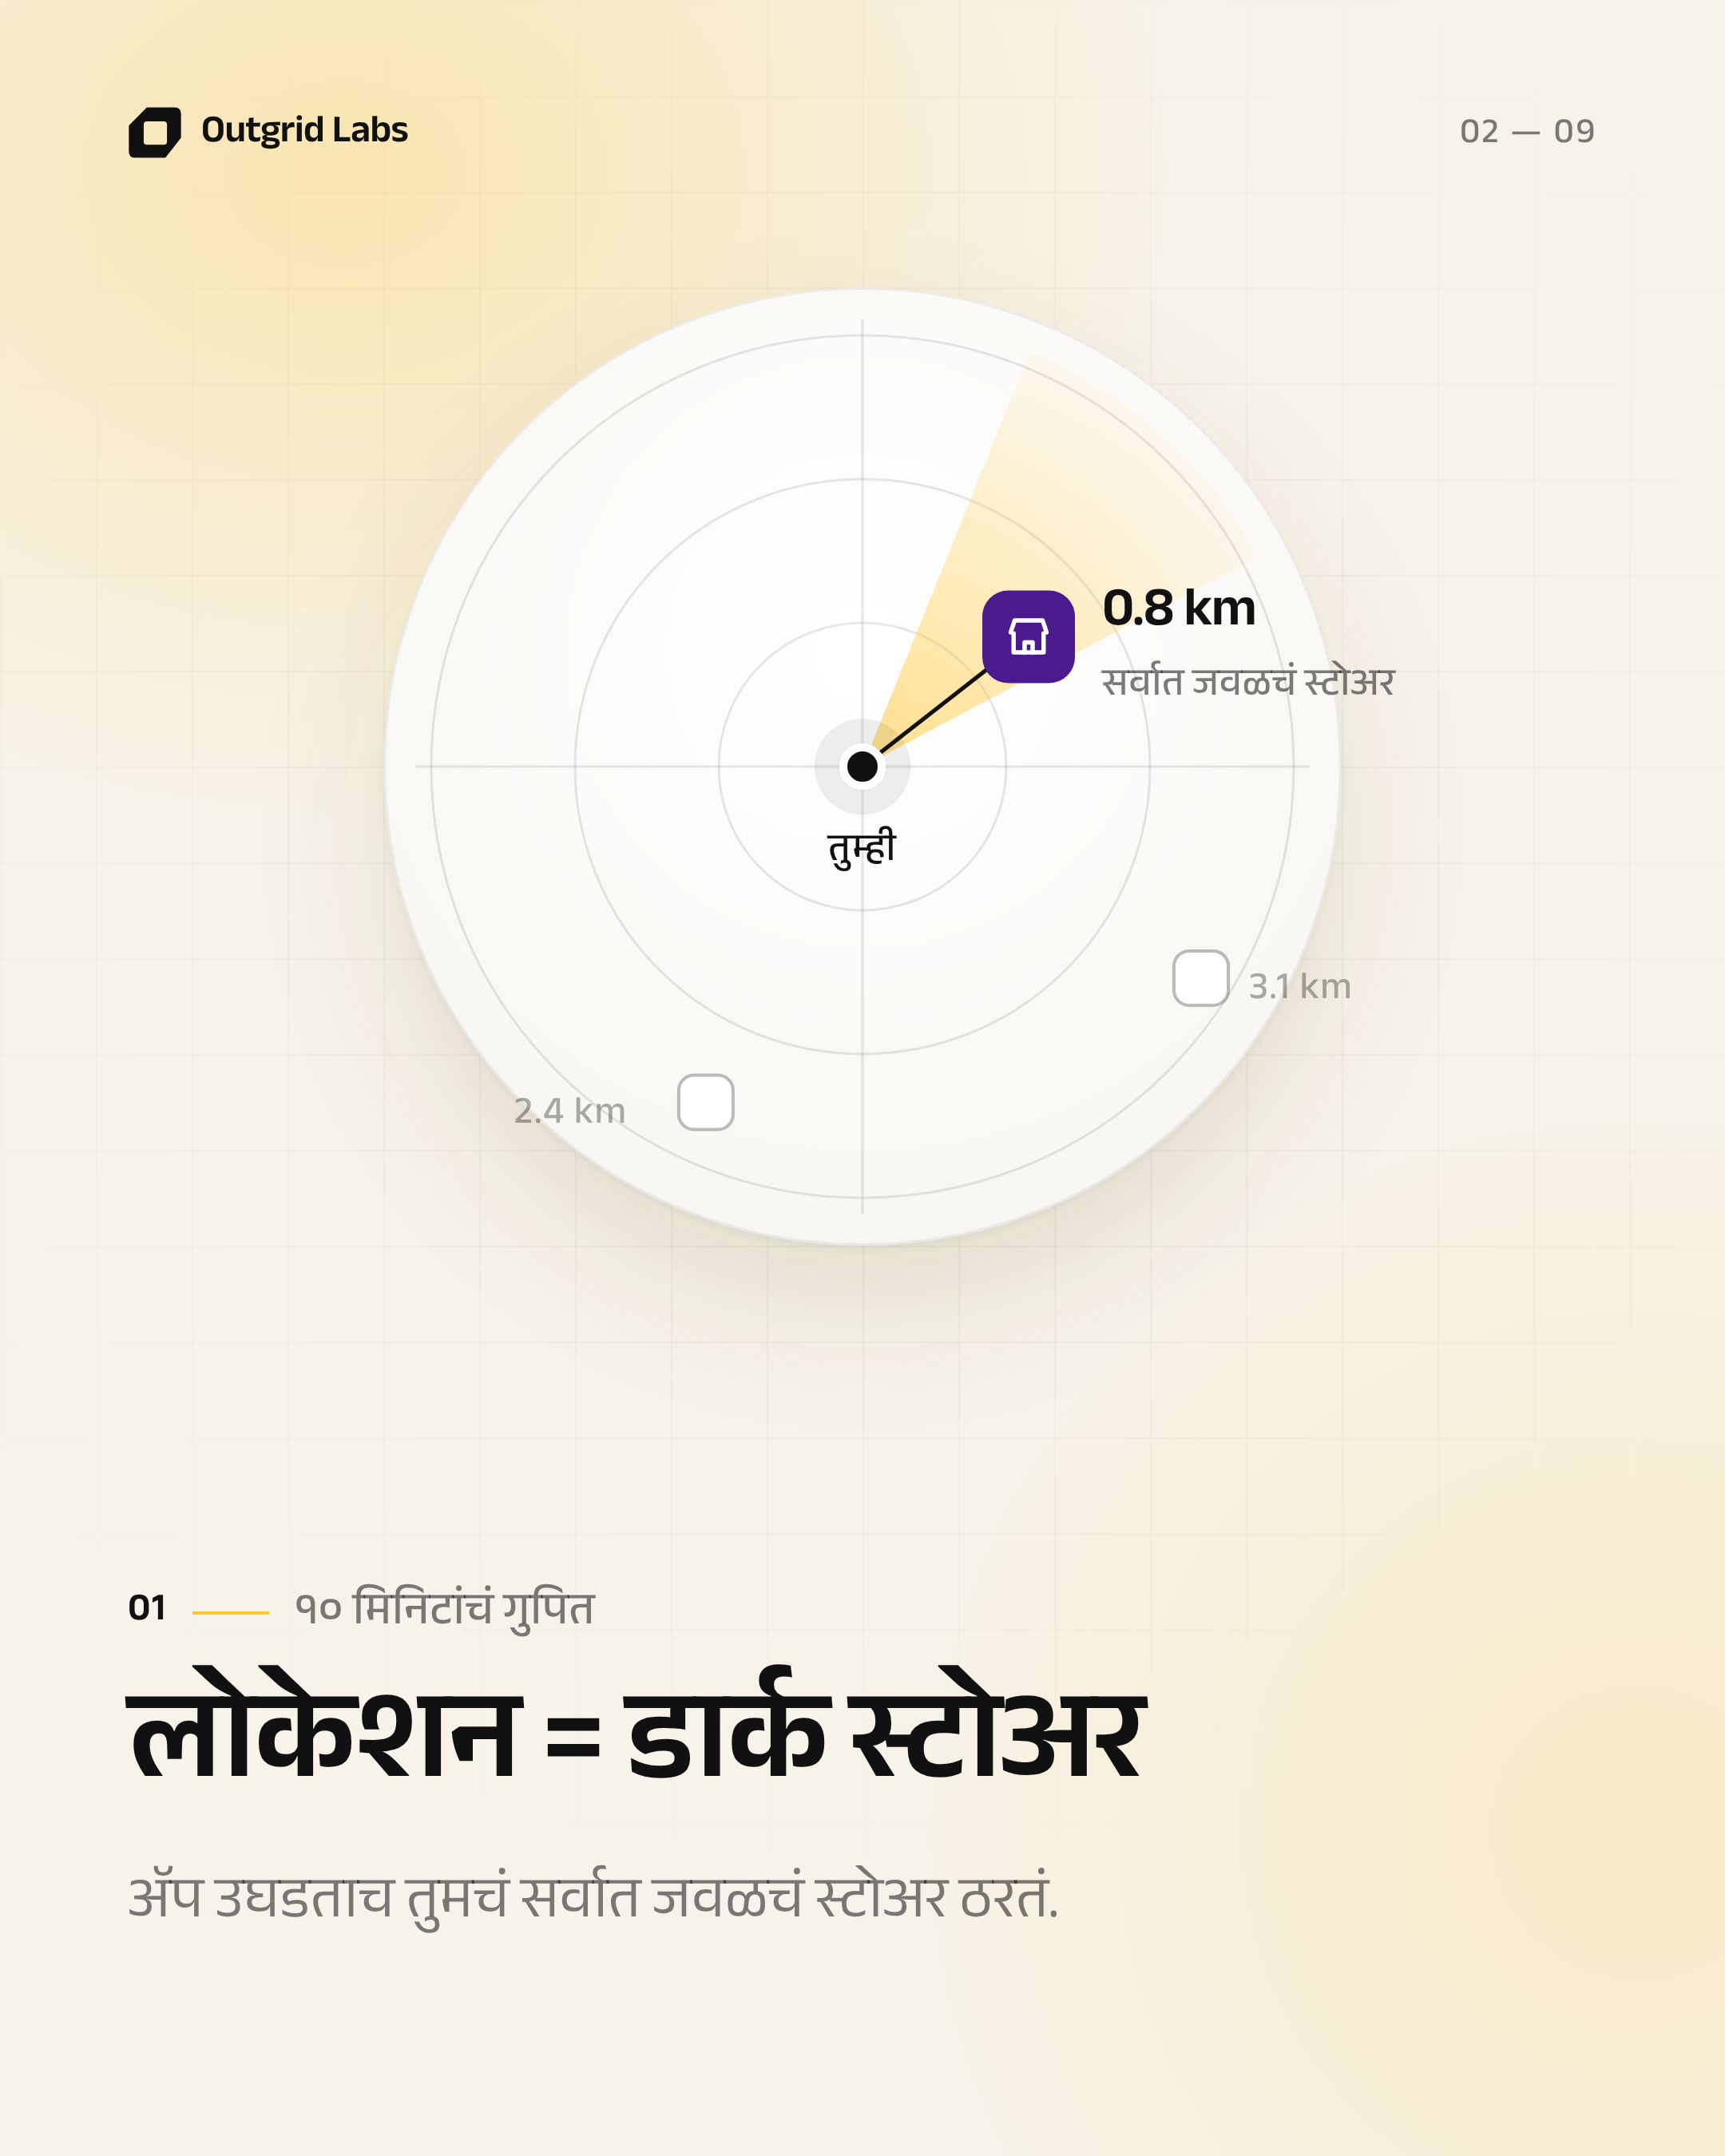 Outgrid Labs
02 — 09
0.8 km
सर्वात जवळचं स्टोअर
तुम्ही
3.1 km
2.4 km
01 — १० मिनिटांचं गुपित
लोकेशन = डार्क स्टोअर
ॲप उघडताच तुमचं सर्वात जवळचं स्टोअर ठरतं.